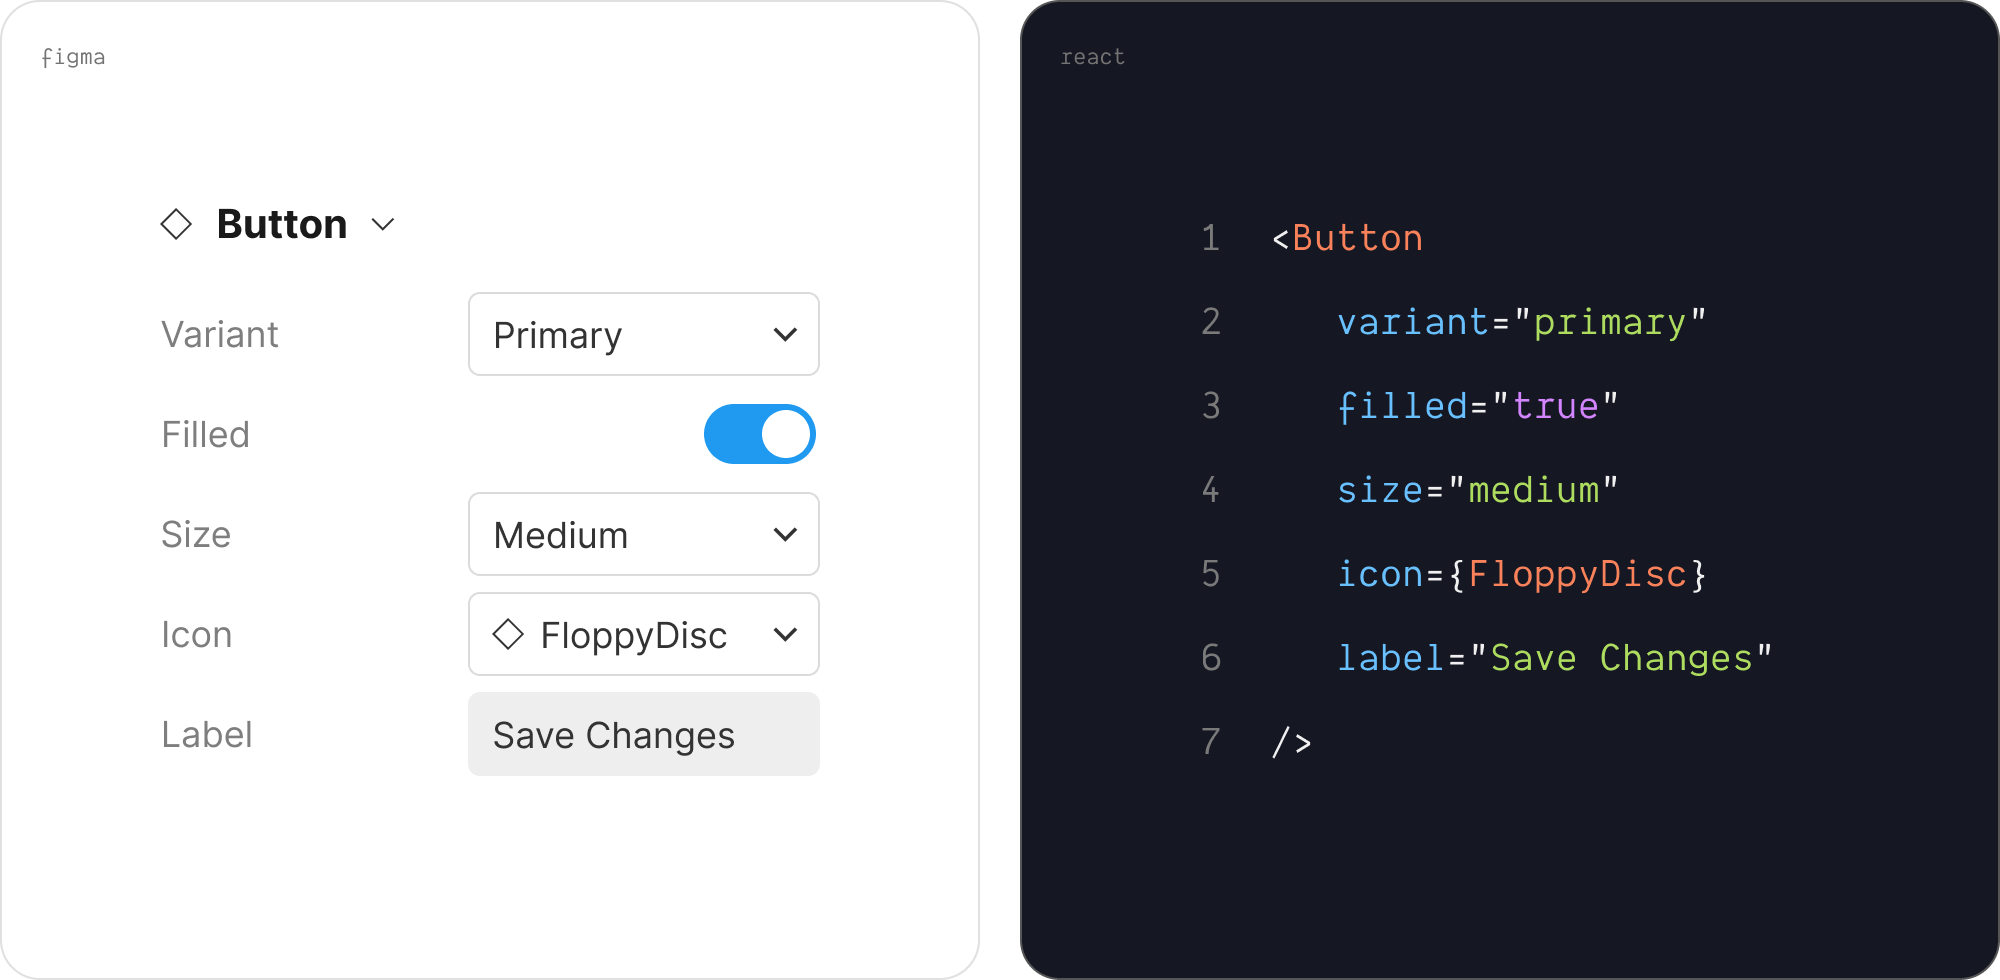 figma
Button
Variant Primary
Filled
Size Medium
Icon FloppyDisc
Label Save Changes
react
1 <Button
2 variant="primary"
3 filled="true"
4 size="medium"
5 icon={FloppyDisc}
6 label="Save Changes"
7 />